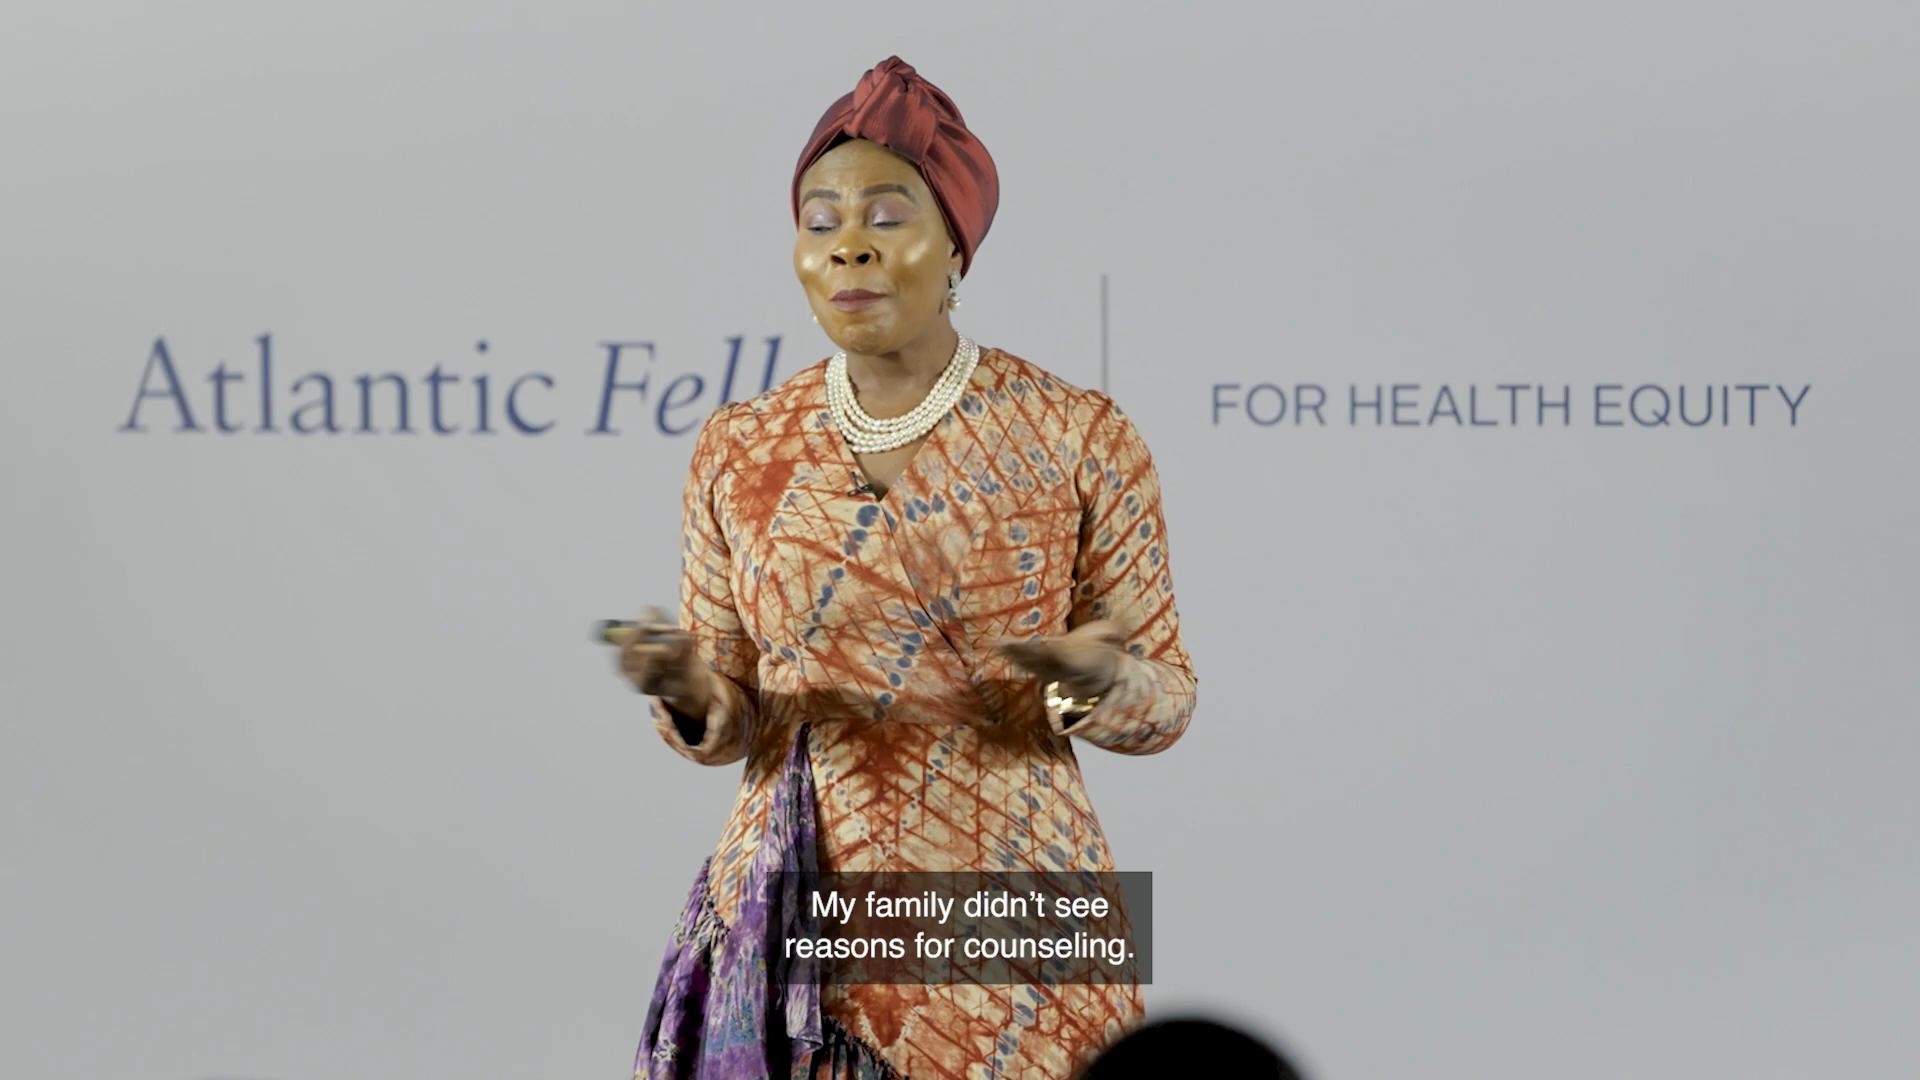 Atlantic Fell
FOR HEALTH EQUITY
My family didn't see
reasons for counseling.